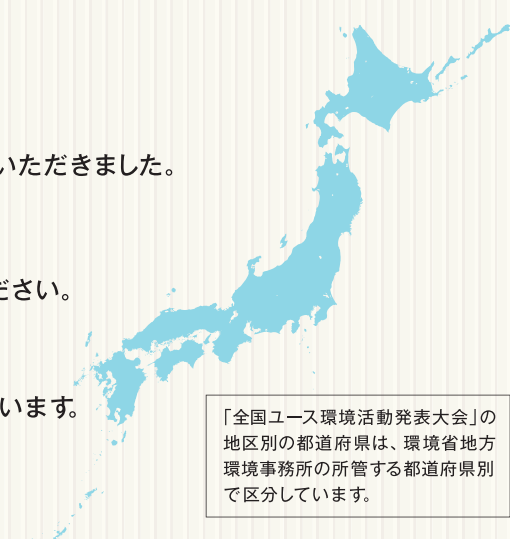 いただきました。
ださい。
います。
「全国ユース環境活動発表大会」の
地区別の都道府県は、環境省地方
環境事務所の所管する都道府県別
で区分しています。